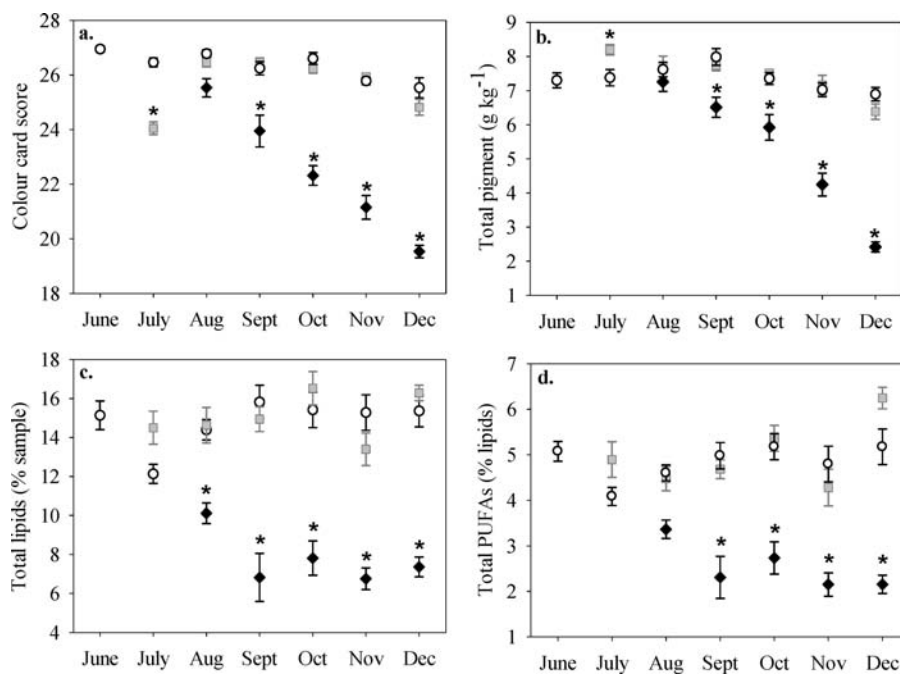 a.
Colour card score
28
26
24
22
20
18
* * * * *
June July Aug Sept Oct Nov Dec
b.
Total pigment (g kg⁻¹)
9
8
7
6
5
4
3
2
1
* * * * *
June July Aug Sept Oct Nov Dec
c.
Total lipids (% sample)
18
16
14
12
10
8
6
4
* * * * *
June July Aug Sept Oct Nov Dec
d.
Total PUFAs (% lipids)
7
6
5
4
3
2
1
* * * *
June July Aug Sept Oct Nov Dec